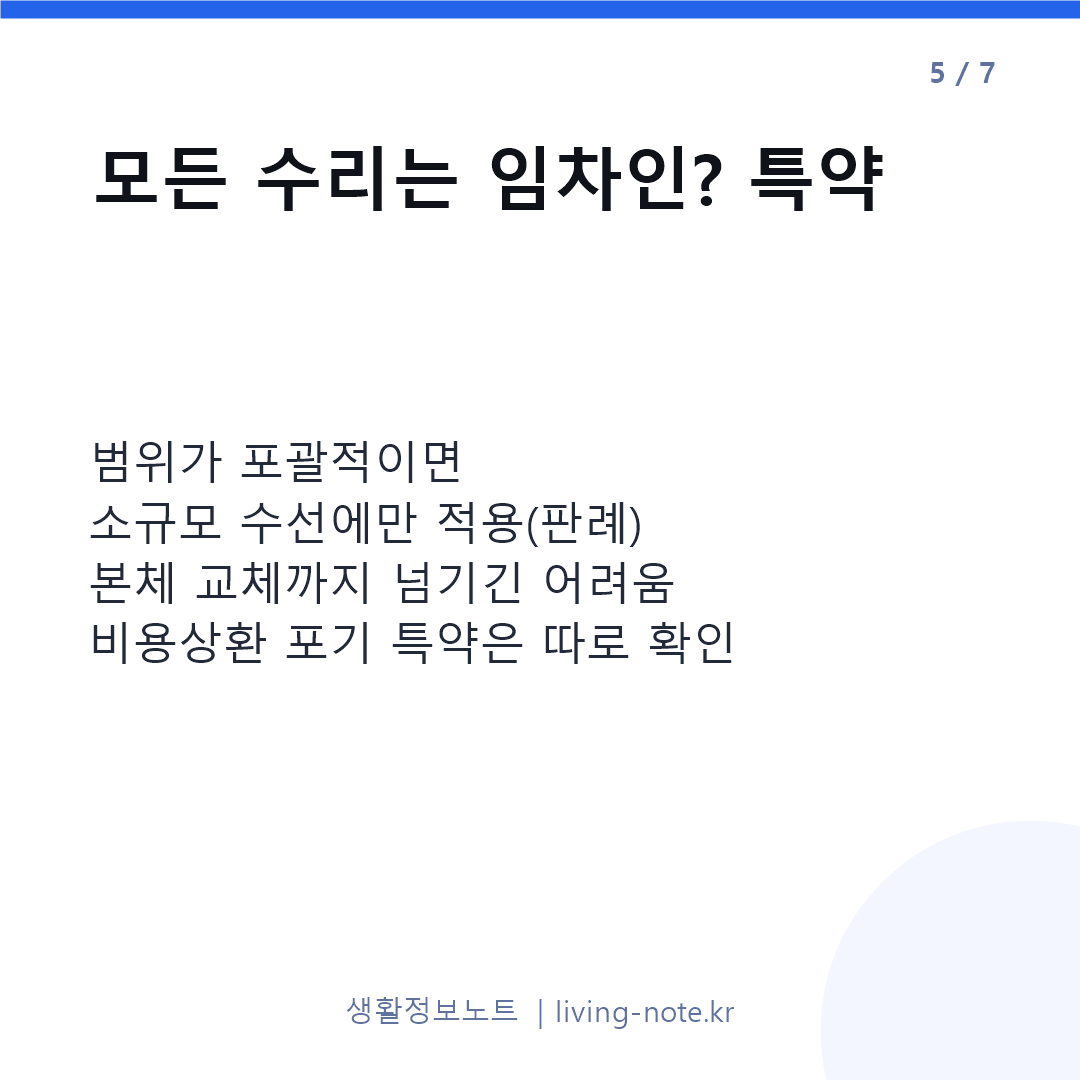 5 / 7
모든 수리는 임차인? 특약
범위가 포괄적이면
소규모 수선에만 적용(판례)
본체 교체까지 넘기긴 어려움
비용상환 포기 특약은 따로 확인
생활정보노트 | living-note.kr